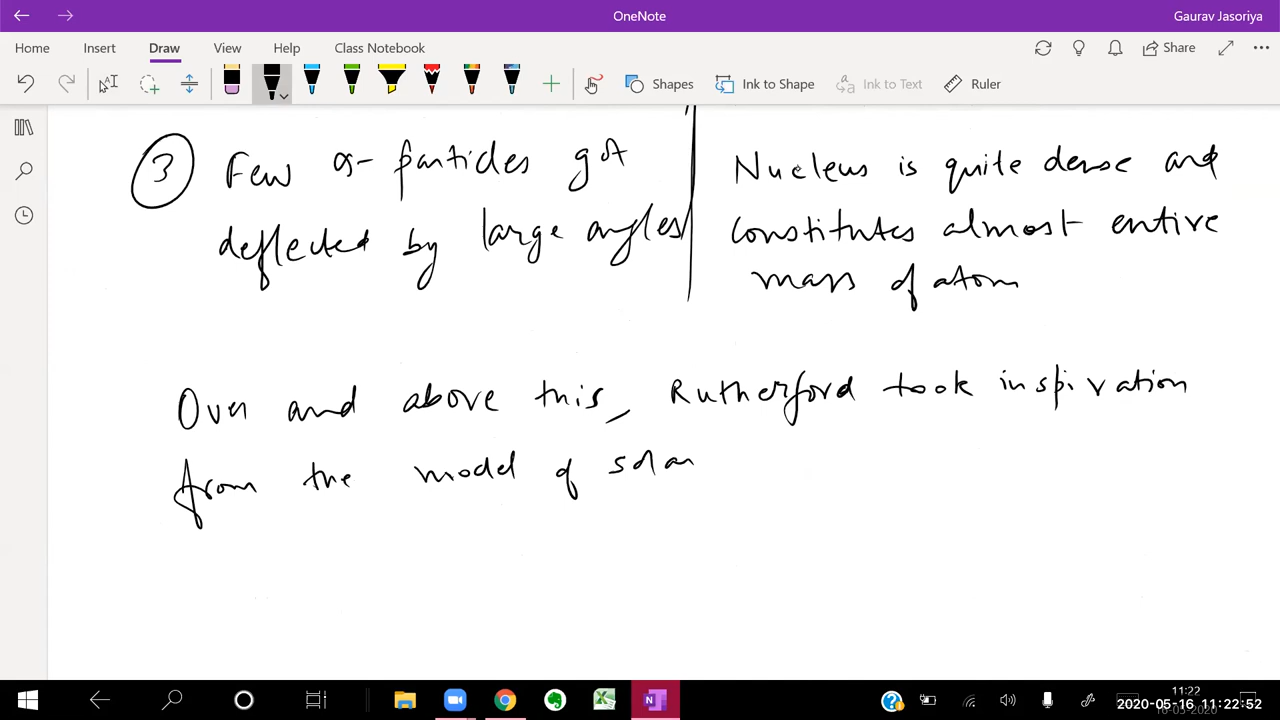 OneNote
Gaurav Jasoriya
Home Insert Draw View Help Class Notebook Share
Shapes Ink to Shape Ink to Text Ruler
3 Few α- particles got
deflected by large angles
Nucleus is quite dense and
constitutes almost entire
mass of atom
Over and above this, Rutherford took inspiration
from the model of solar
11:22
2020-05-16 11:22:52